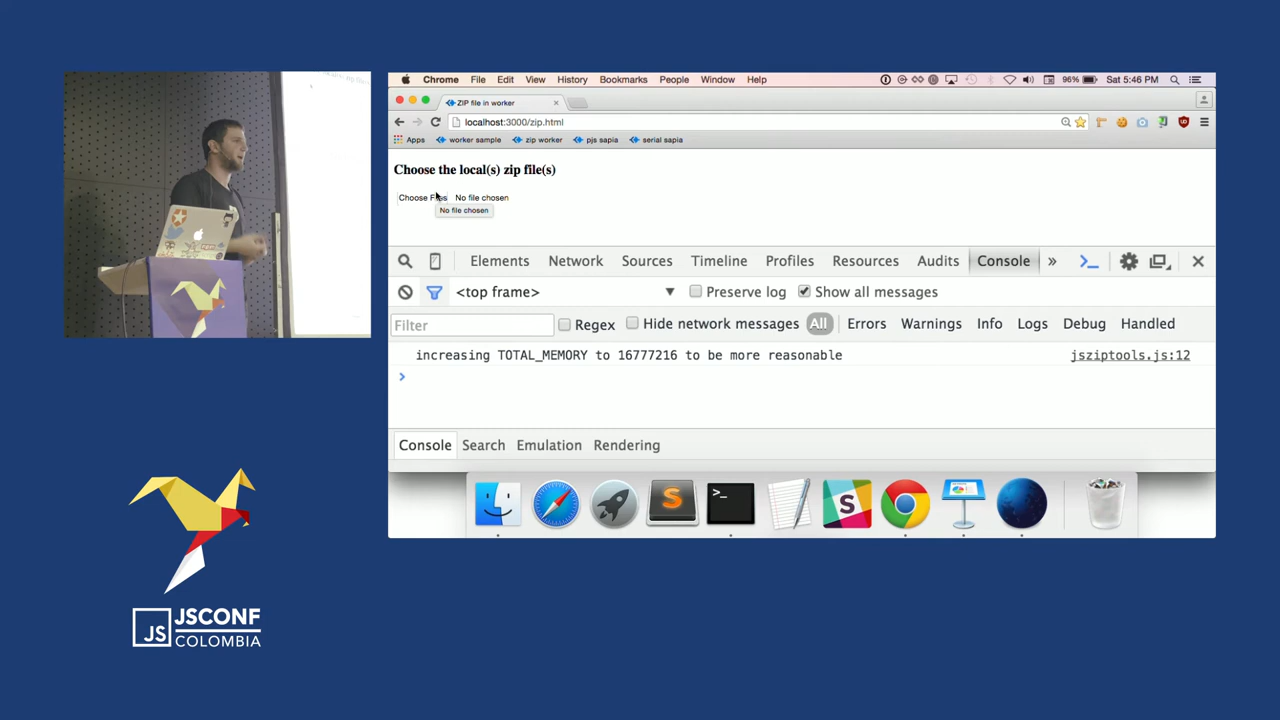 Chrome File Edit View History Bookmarks People Window Help 96% Sat 5:46 PM
ZIP file in worker
localhost:3000/zip.html
Apps worker sample zip worker pjs sapia serial sapia
Choose the local(s) zip file(s)
Choose Files No file chosen
No file chosen
Elements Network Sources Timeline Profiles Resources Audits Console
<top frame> Preserve log Show all messages
Filter Regex Hide network messages All Errors Warnings Info Logs Debug Handled
increasing TOTAL_MEMORY to 16777216 to be more reasonable jsziptools.js:12
Console Search Emulation Rendering
JS JSCONF
COLOMBIA